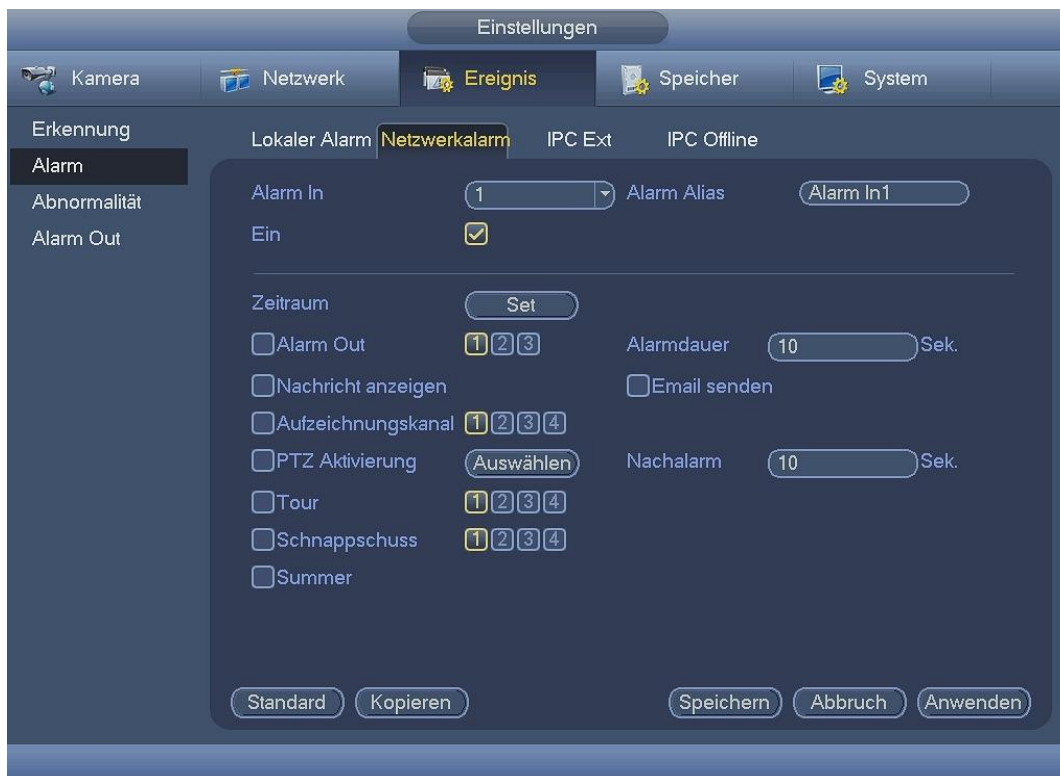 Einstellungen
Kamera Netzwerk Ereignis Speicher System
Erkennung
Alarm
Abnormalität
Alarm Out
Lokaler Alarm Netzwerkalarm IPC Ext IPC Offline
Alarm In 1 Alarm Alias Alarm In1
Ein
Zeitraum Set
Alarm Out 1 2 3 Alarmdauer 10 Sek.
Nachricht anzeigen Email senden
Aufzeichnungskanal 1 2 3 4
PTZ Aktivierung Auswählen Nachalarm 10 Sek.
Tour 1 2 3 4
Schnappschuss 1 2 3 4
Summer
Standard Kopieren Speichern Abbruch Anwenden